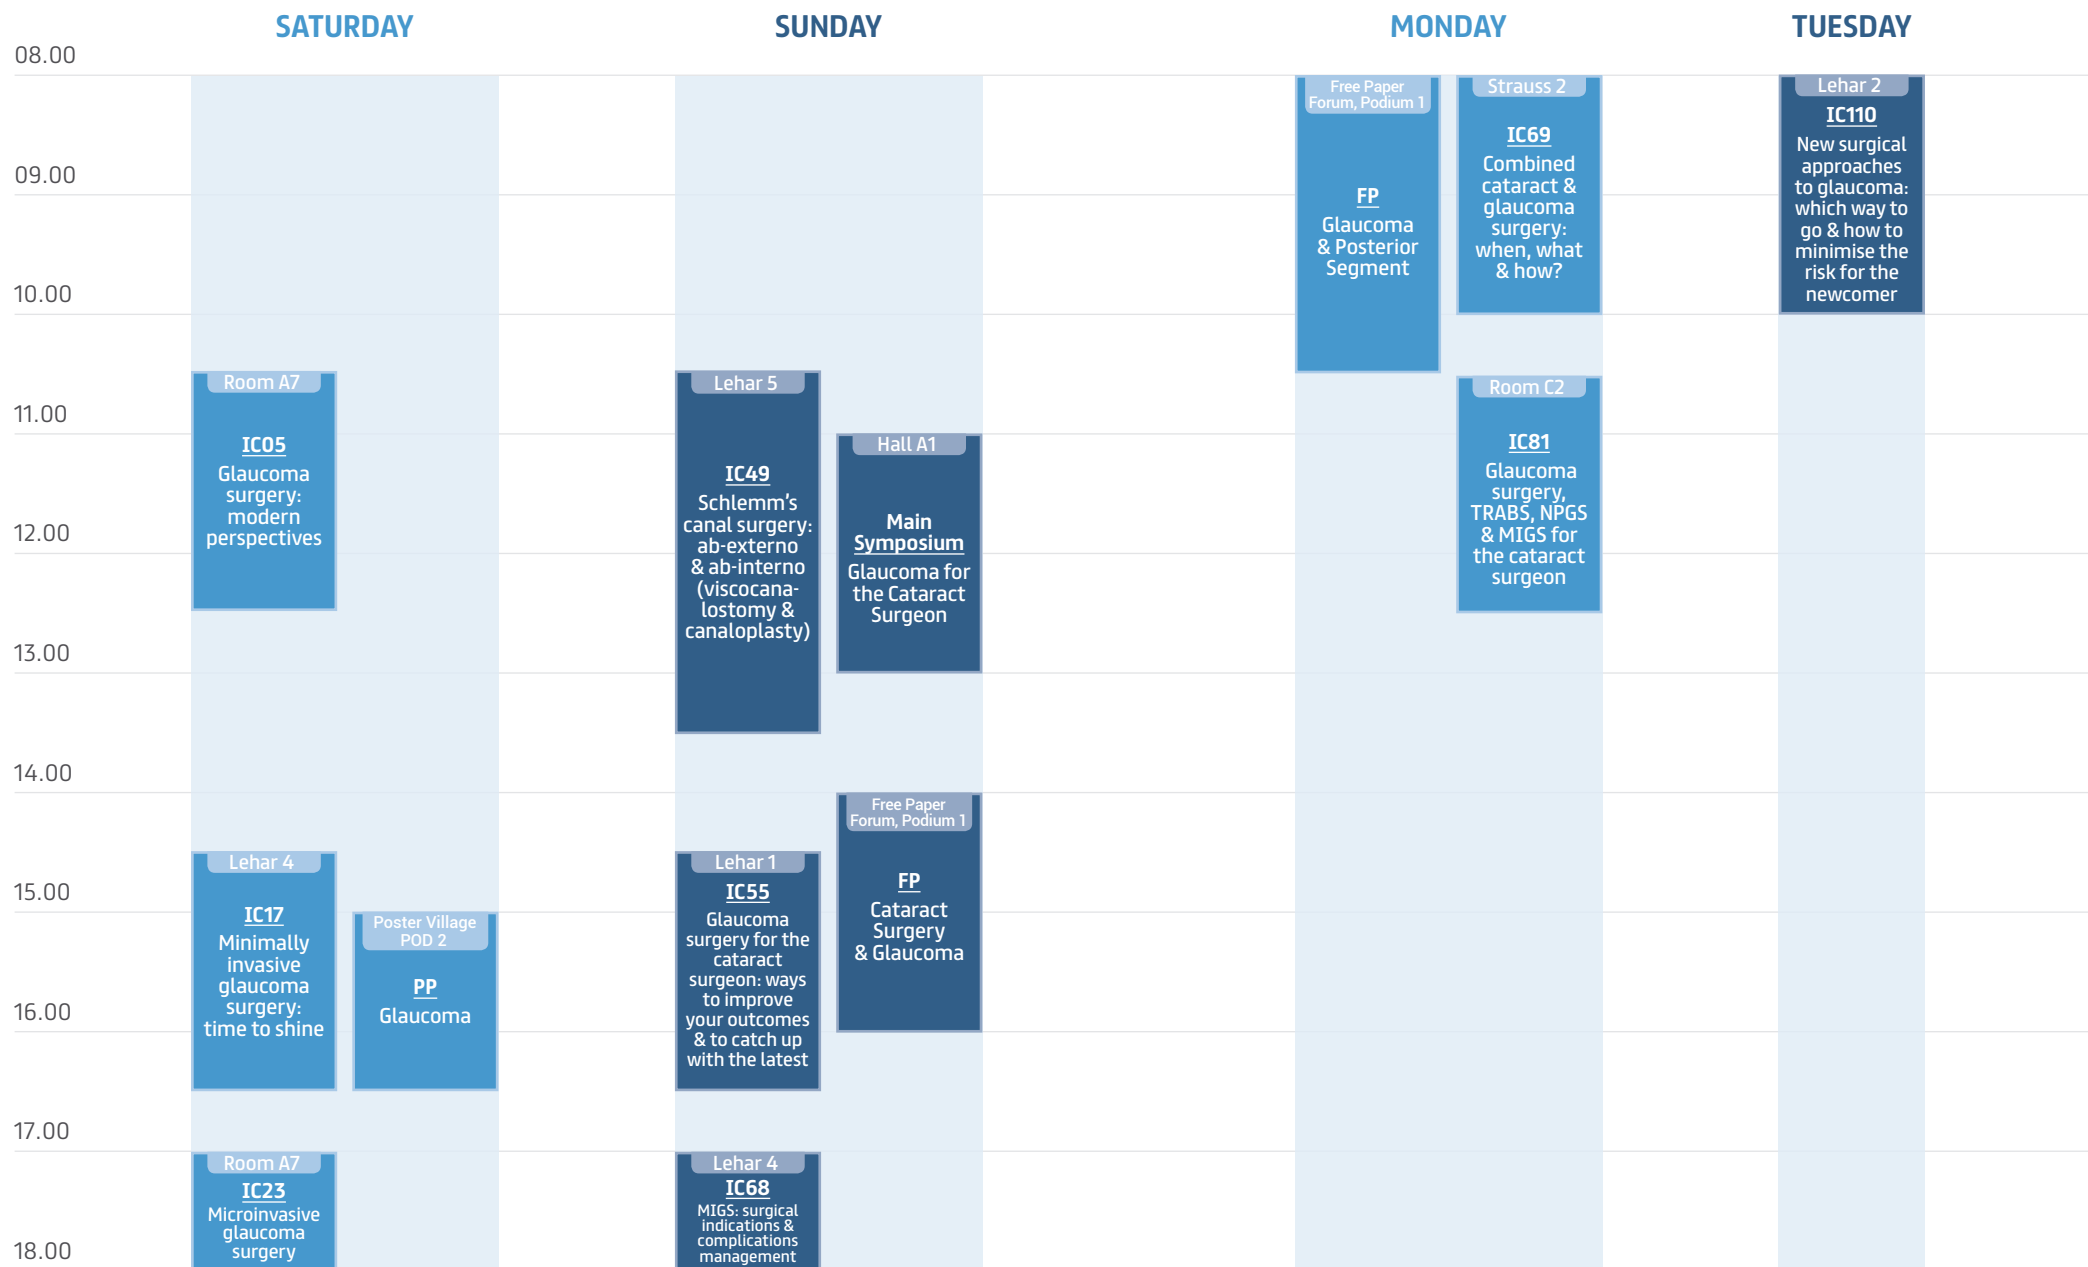 SATURDAY
SUNDAY
MONDAY
TUESDAY
08.00
09.00
10.00
11.00
12.00
13.00
14.00
15.00
16.00
17.00
18.00
Room A7
IC05
Glaucoma
surgery:
modern
perspectives
Lehar 4
IC17
Minimally
invasive
glaucoma
surgery:
time to shine
Poster Village
POD 2
PP
Glaucoma
Room A7
IC23
Microinvasive
glaucoma
surgery
Lehar 5
IC49
Schlemm's
canal surgery:
ab-externo
& ab-interno
(viscocana-
lostomy &
canaloplasty)
Hall A1
Main
Symposium
Glaucoma for
the Cataract
Surgeon
Free Paper
Forum, Podium 1
FP
Cataract
Surgery
& Glaucoma
Lehar 1
IC55
Glaucoma
surgery for the
cataract
surgeon: ways
to improve
your outcomes
& to catch up
with the latest
Lehar 4
IC68
MIGS: surgical
indications &
complications
management
Free Paper
Forum, Podium 1
FP
Glaucoma
& Posterior
Segment
Strauss 2
IC69
Combined
cataract &
glaucoma
surgery:
when, what
& how?
Room C2
IC81
Glaucoma
surgery,
TRABS, NPGS
& MIGS for
the cataract
surgeon
Lehar 2
IC110
New surgical
approaches
to glaucoma:
which way to
go & how to
minimise the
risk for the
newcomer